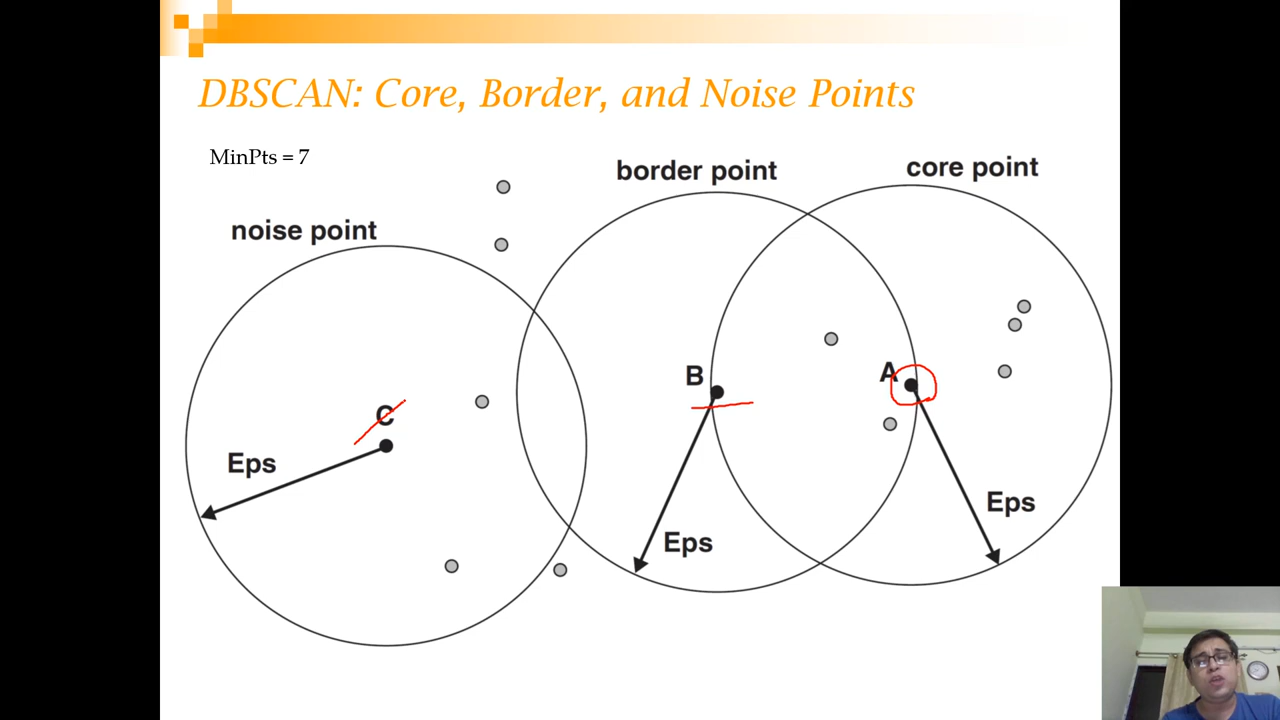 DBSCAN: Core, Border, and Noise Points
MinPts = 7
border point
core point
noise point
B
A
C
Eps
Eps
Eps